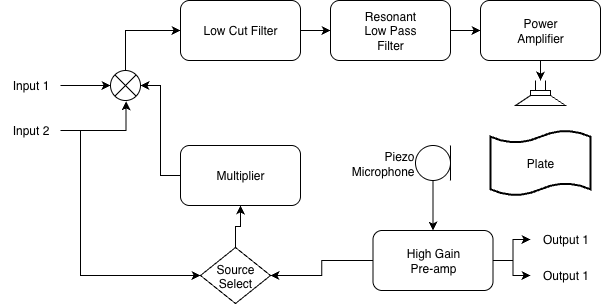 Low Cut Filter
Resonant
Low Pass
Filter
Power
Amplifier
Input 1
Input 2
Multiplier
Piezo
Microphone
Plate
Source
Select
High Gain
Pre-amp
Output 1
Output 1